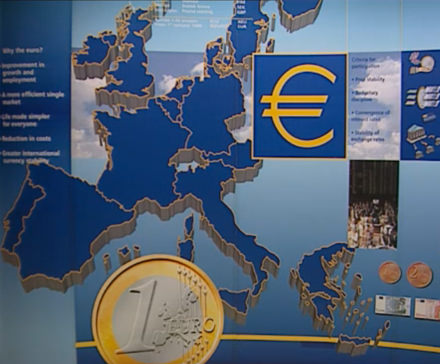 Why the euro?
Improvement in
growth and
employment
A more efficient single
market
Life made simpler
for everyone
Reduction in costs
Greater international
currency stability
€
Criteria for
participation
• Price stability
• Budgetary
discipline
• Convergence of
interest rates
• Stability of
exchange rates
1
EURO
2